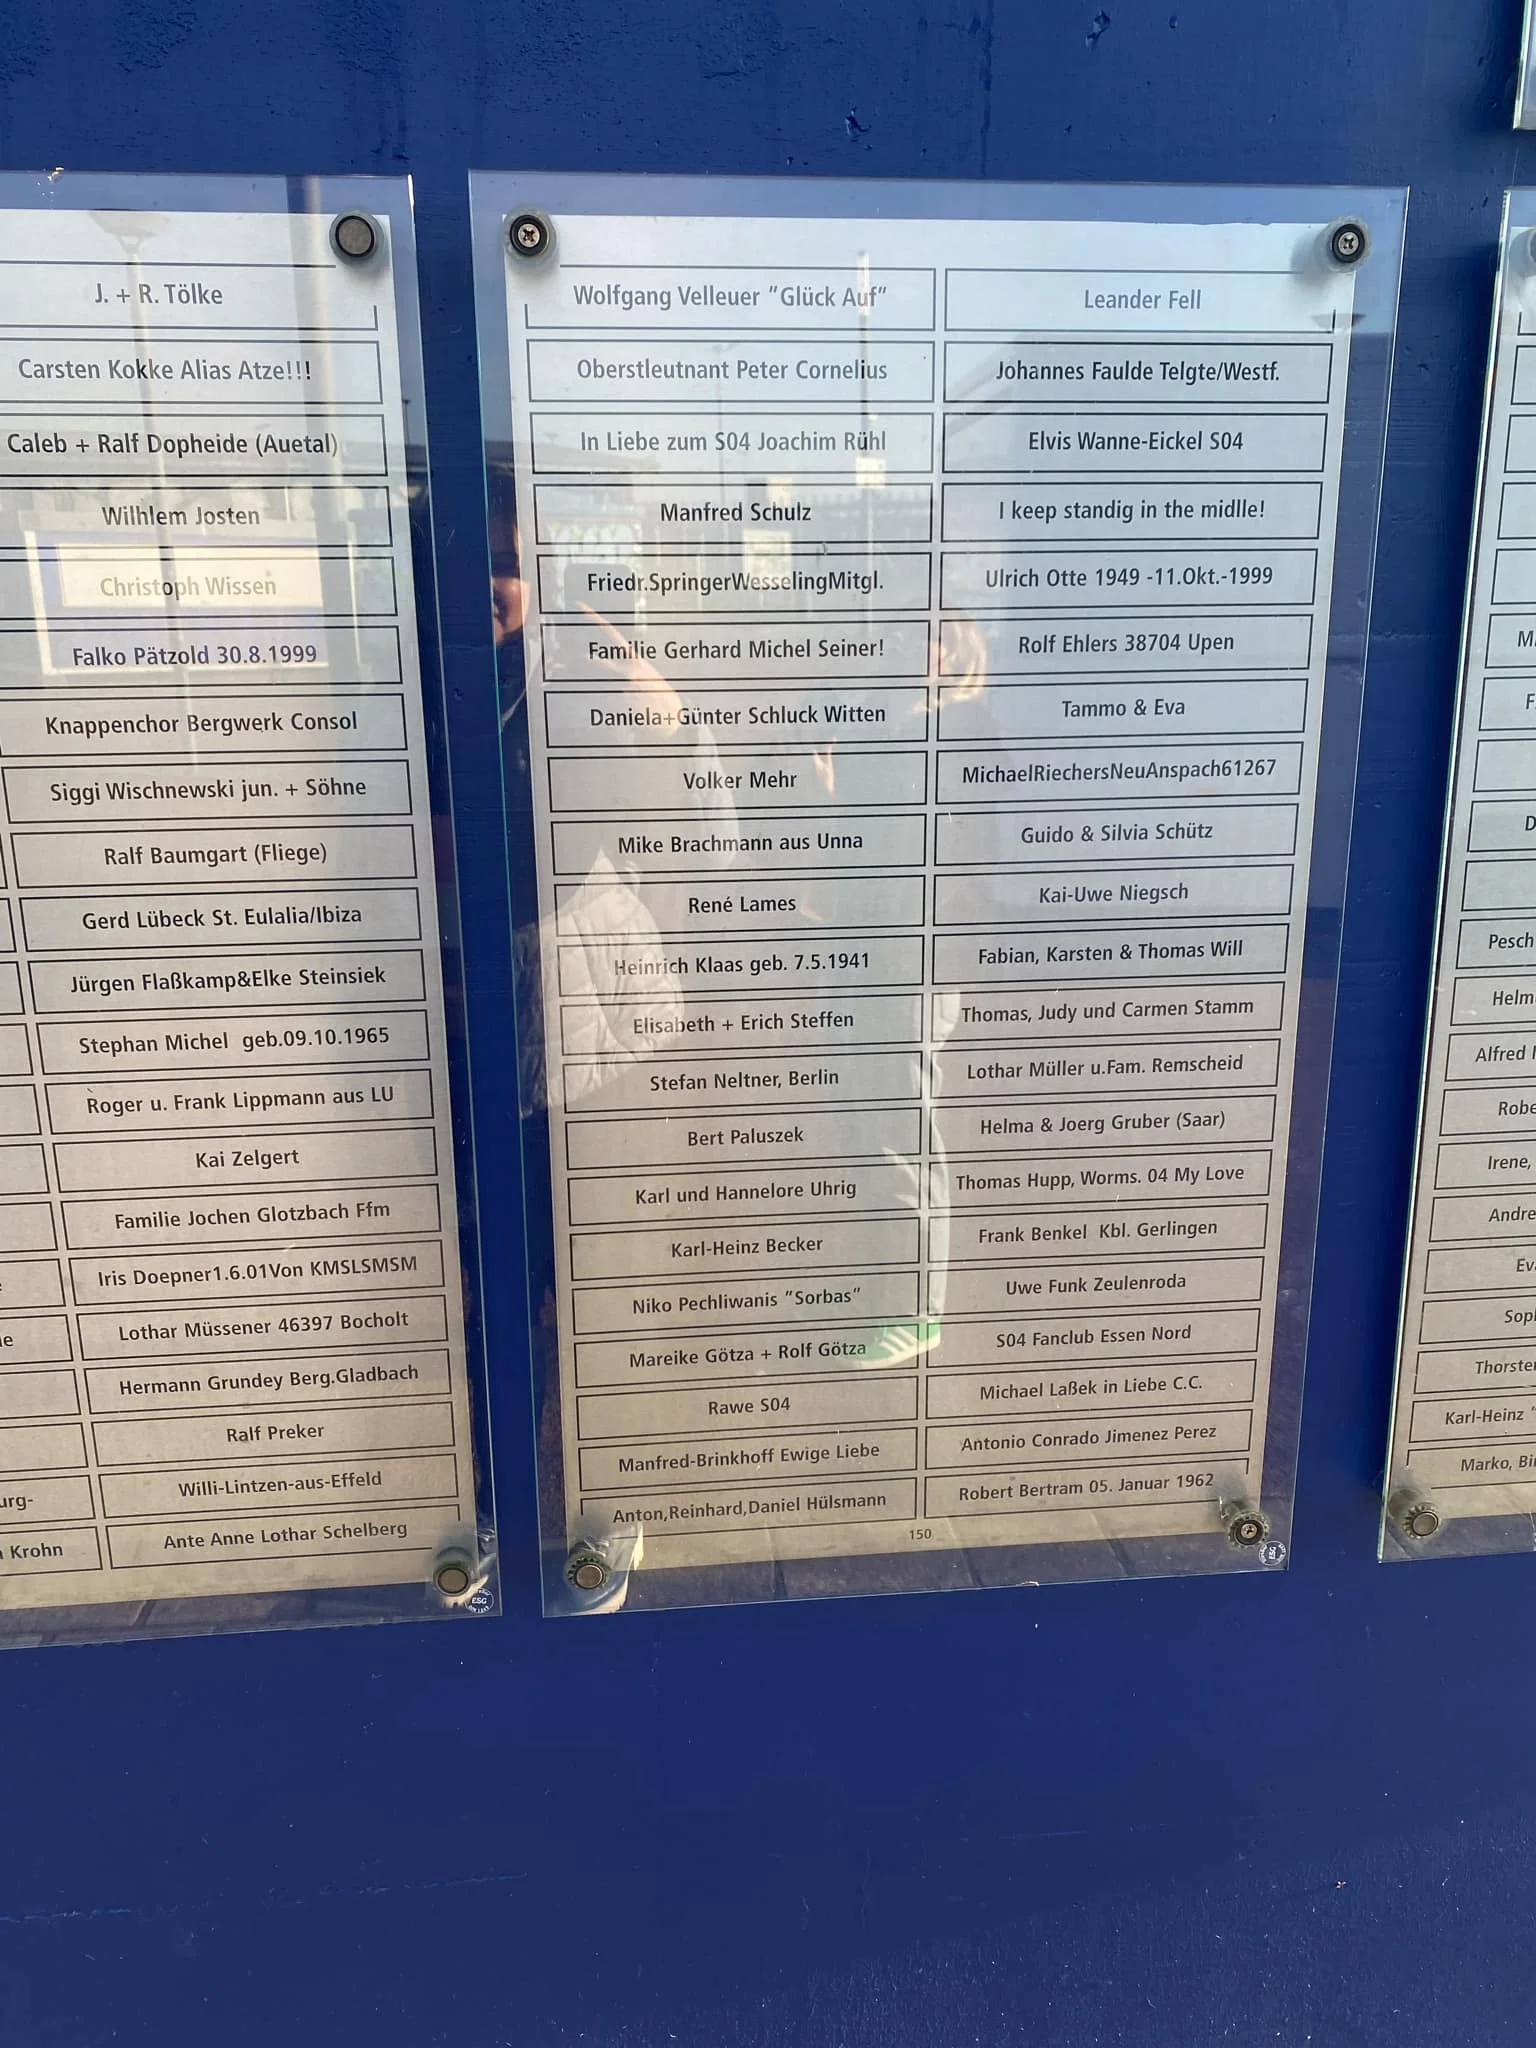 J. + R. Tölke
Carsten Kokke Alias Atze!!!
Caleb + Ralf Dopheide (Auetal)
Wilhlem Josten
Christoph Wissen
Falko Pätzold 30.8.1999
Knappenchor Bergwerk Consol
Siggi Wischnewski jun. + Söhne
Ralf Baumgart (Fliege)
Gerd Lübeck St. Eulalia/Ibiza
Jürgen Flaßkamp&Elke Steinsiek
Stephan Michel geb.09.10.1965
Roger u. Frank Lippmann aus LU
Kai Zelgert
Familie Jochen Glotzbach Ffm
Iris Doepner1.6.01Von KMSLSMSM
Lothar Müssener 46397 Bocholt
Hermann Grundey Berg.Gladbach
Ralf Preker
Willi-Lintzen-aus-Effeld
Krohn
Ante Anne Lothar Schelberg
ESG
Wolfgang Velleuer "Glück Auf"
Oberstleutnant Peter Cornelius
In Liebe zum S04 Joachim Rühl
Manfred Schulz
Friedr.SpringerWesselingMitgl.
Familie Gerhard Michel Seiner!
Daniela+Günter Schluck Witten
Volker Mehr
Mike Brachmann aus Unna
René Lames
Heinrich Klaas geb. 7.5.1941
Elisabeth + Erich Steffen
Stefan Neltner, Berlin
Bert Paluszek
Karl und Hannelore Uhrig
Karl-Heinz Becker
Niko Pechliwanis "Sorbas"
Mareike Götza + Rolf Götza
Rawe S04
Manfred-Brinkhoff Ewige Liebe
Anton,Reinhard,Daniel Hülsmann
Leander Fell
Johannes Faulde Telgte/Westf.
Elvis Wanne-Eickel S04
I keep standig in the midlle!
Ulrich Otte 1949 -11.Okt.-1999
Rolf Ehlers 38704 Upen
Tammo & Eva
MichaelRiechersNeuAnspach61267
Guido & Silvia Schütz
Kai-Uwe Niegsch
Fabian, Karsten & Thomas Will
Thomas, Judy und Carmen Stamm
Lothar Müller u.Fam. Remscheid
Helma & Joerg Gruber (Saar)
Thomas Hupp, Worms. 04 My Love
Frank Benkel Kbl. Gerlingen
Uwe Funk Zeulenroda
S04 Fanclub Essen Nord
Michael Laßek in Liebe C.C.
Antonio Conrado Jimenez Perez
Robert Bertram 05. Januar 1962
150
ESG
Pesch
Helm
Alfred
Robe
Irene,
Andre
Ev
Sop
Thorste
Karl-Heinz
Marko, Bi